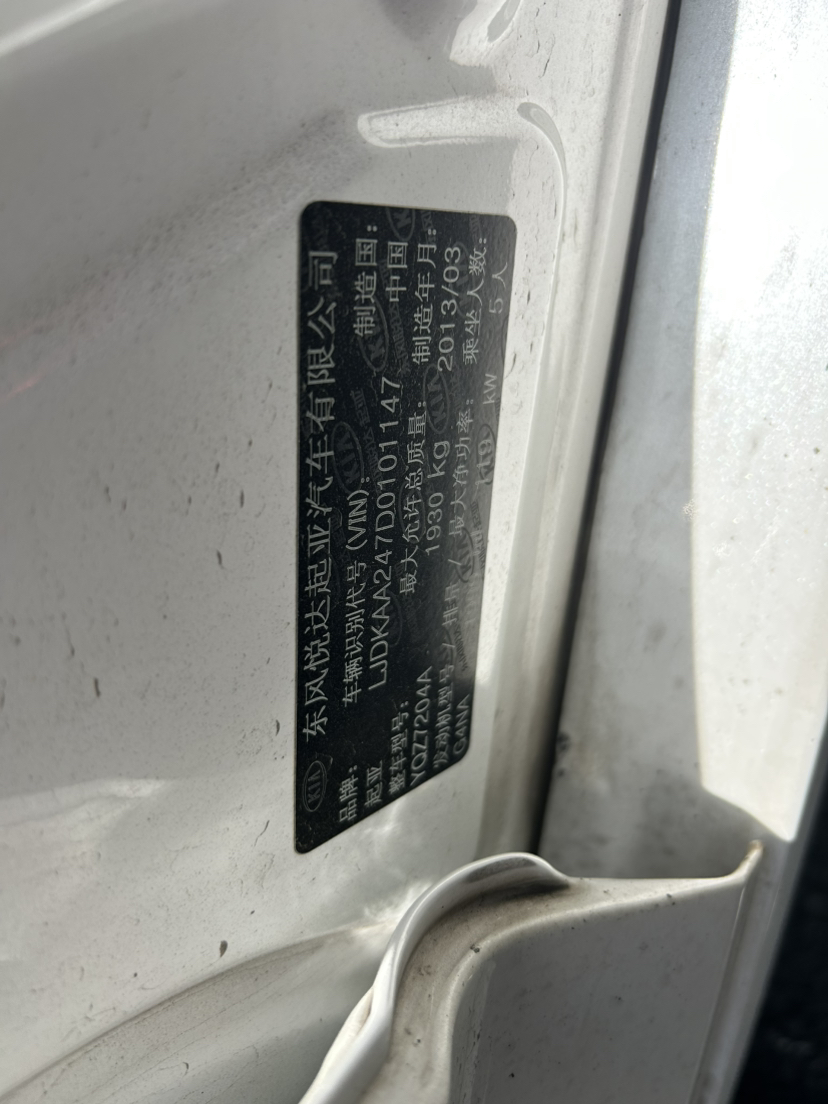 KIA 东风悦达起亚汽车有限公司
品牌： 车辆识别代号（VIN）： 制造国：
起亚 LJDKAA247D0101147 中国
整车型号： 最大允许总质量： 制造年月：
YQZ7204A 1930 kg 2013/03
发动机型号 / 排量 / 最大净功率： 乘坐人数：
G4NA kW 5 人